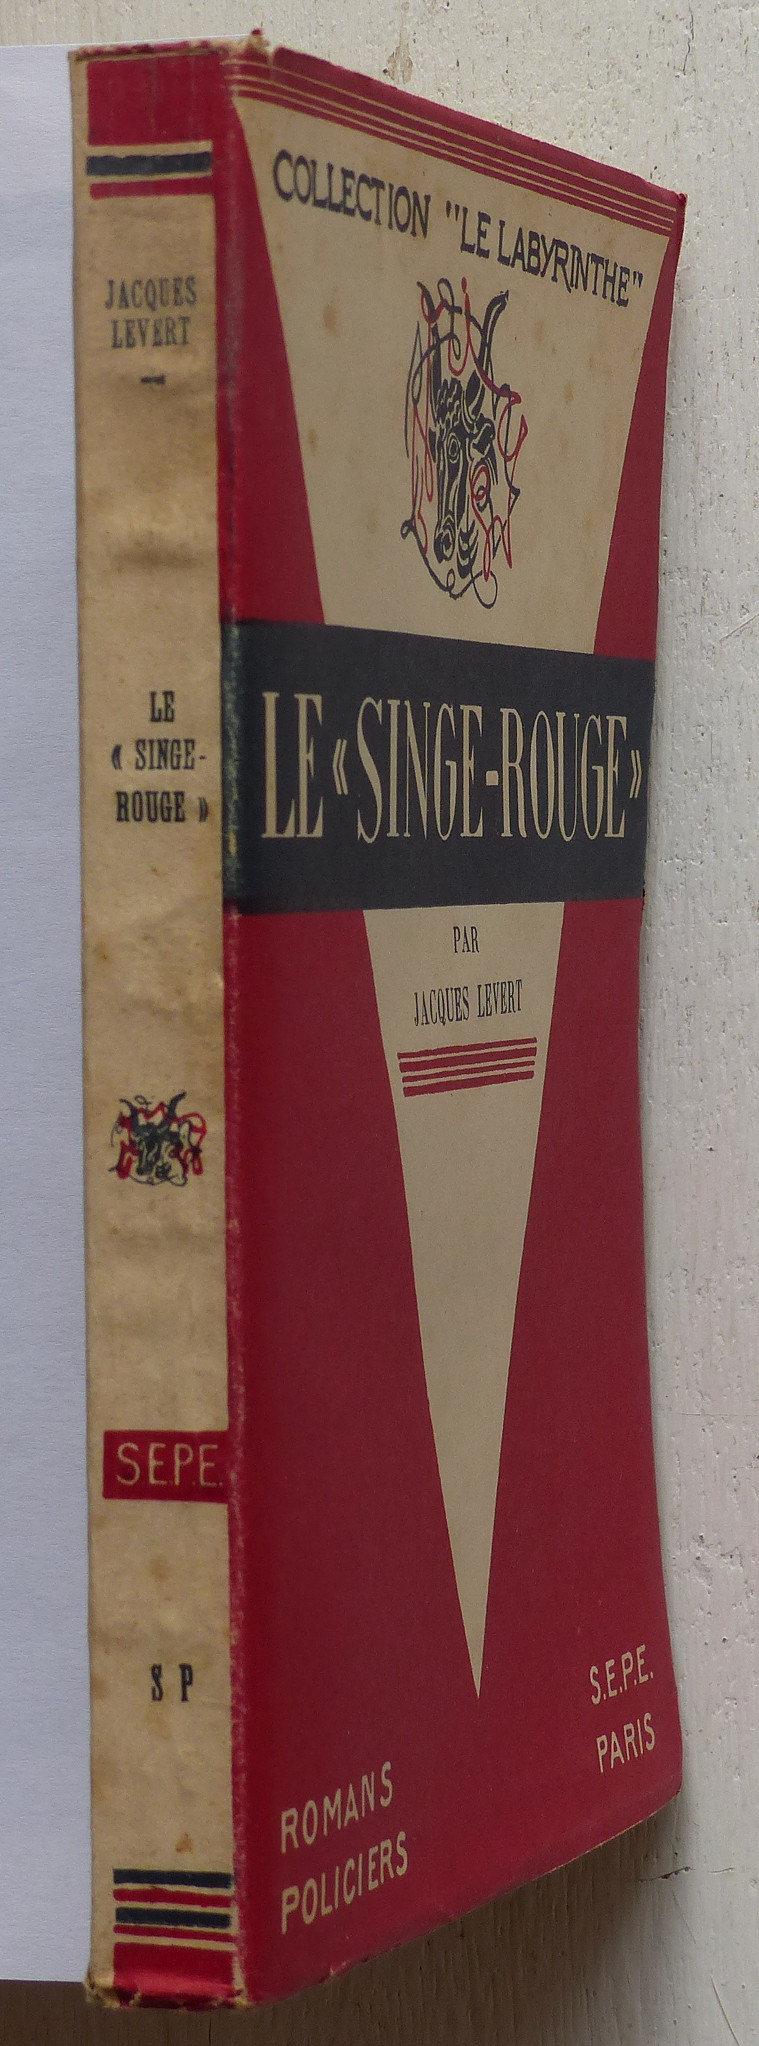 JACQUES
LEVERT
LE
« SINGE-
ROUGE »
S.E.P.E.
S P
COLLECTION "LE LABYRINTHE"
LE « SINGE-ROUGE »
PAR
JACQUES LEVERT
ROMANS
POLICIERS
S.E.P.E.
PARIS